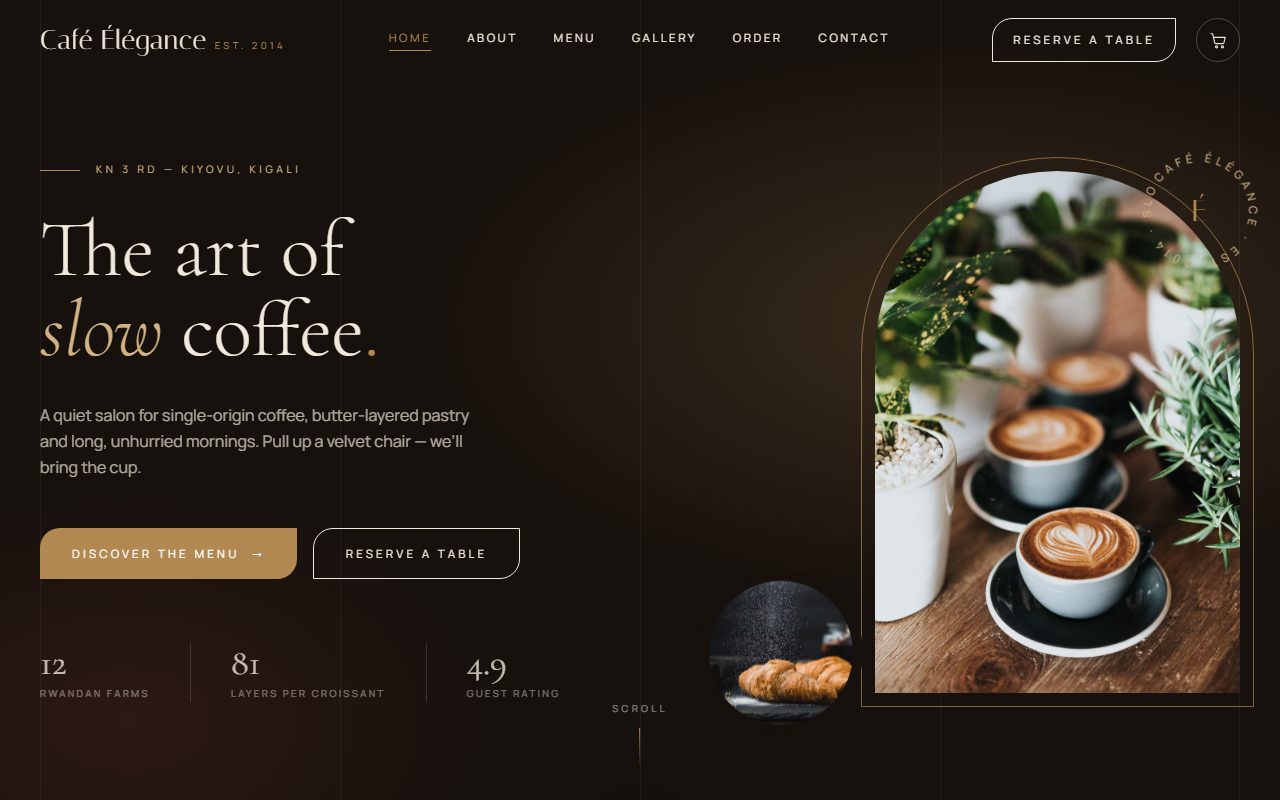 Café Élégance EST. 2014
HOME ABOUT MENU GALLERY ORDER CONTACT
RESERVE A TABLE
KN 3 RD — KIYOVU, KIGALI
CAFÉ ÉLÉGANCE
É
The art of
slow coffee.
A quiet salon for single-origin coffee, butter-layered pastry
and long, unhurried mornings. Pull up a velvet chair — we'll
bring the cup.
DISCOVER THE MENU →
RESERVE A TABLE
12
RWANDAN FARMS
81
LAYERS PER CROISSANT
4.9
GUEST RATING
SCROLL